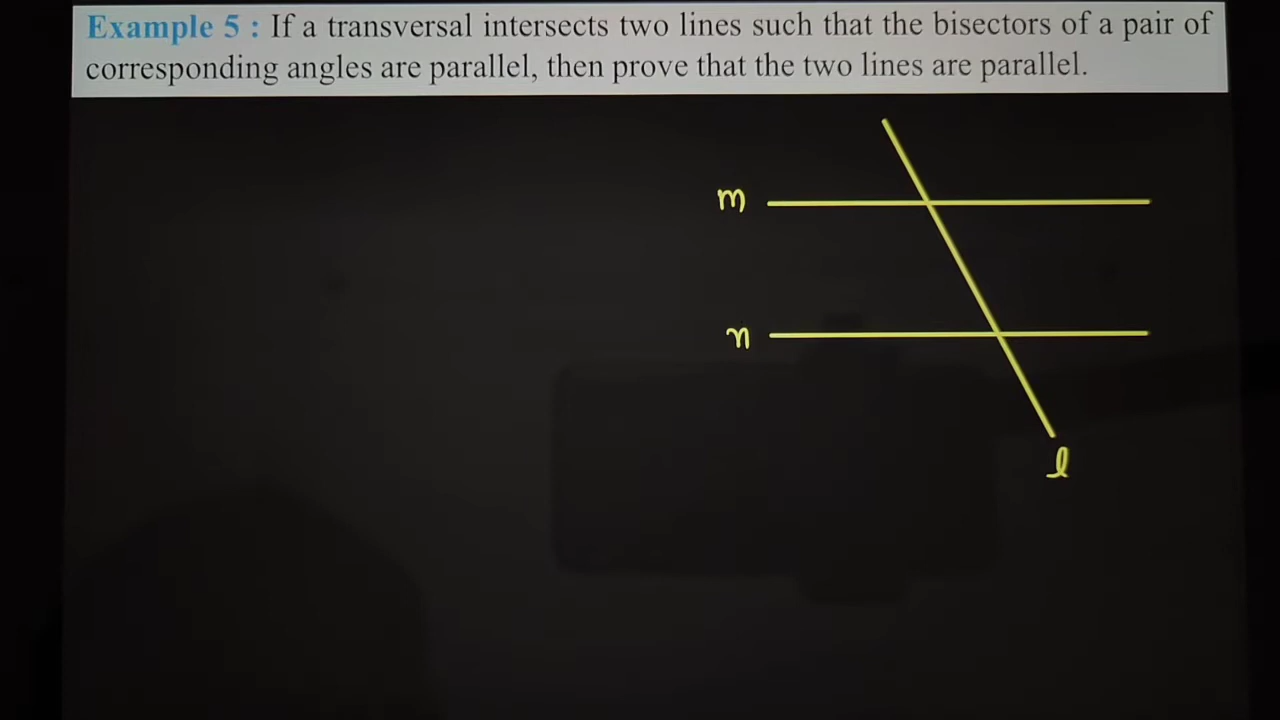 Example 5 : If a transversal intersects two lines such that the bisectors of a pair of
corresponding angles are parallel, then prove that the two lines are parallel.
m
n
l